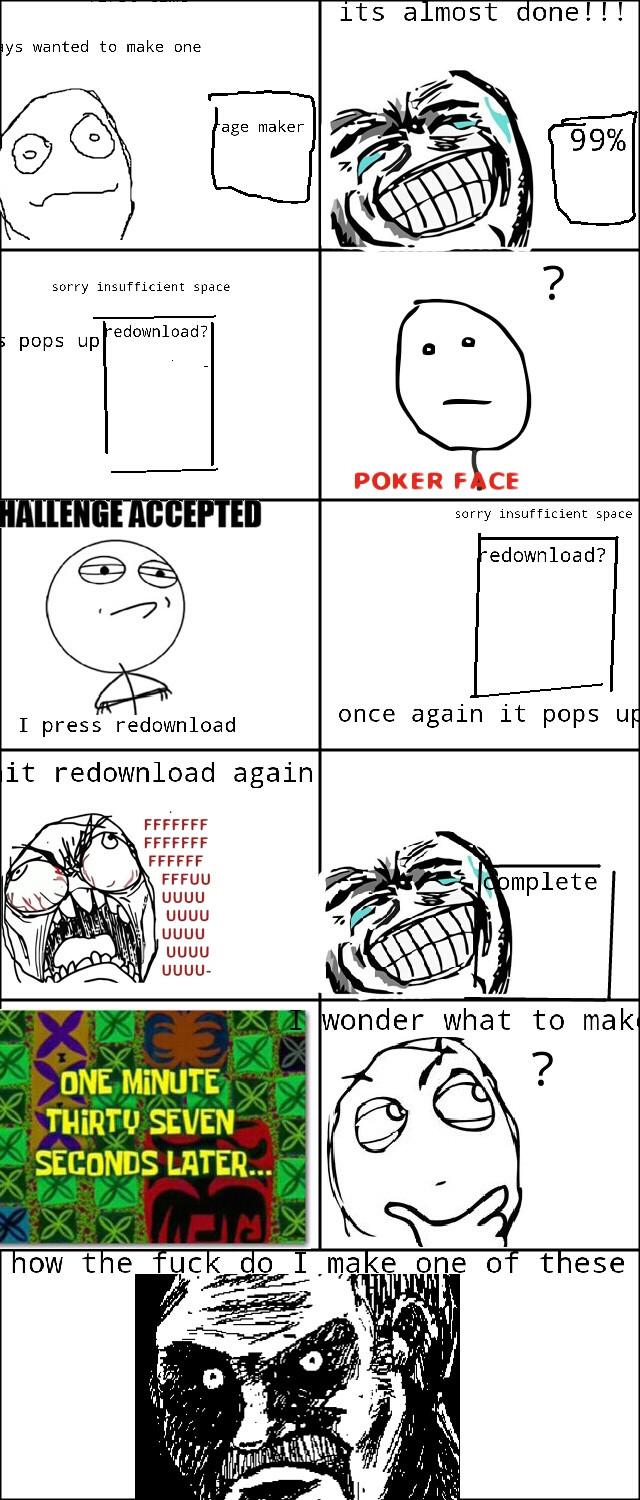 ays wanted to make one
rage maker
its almost done!!!
99%
sorry insufficient space
s pops up
redownload?
?
POKER FACE
HALLENGE ACCEPTED
I press redownload
sorry insufficient space
redownload?
once again it pops up
it redownload again
FFFFFFF
FFFFFFF
FFFFFF
FFFUU
UUUU
UUUU
UUUU
UUUU
UUUU-
complete
ONE MINUTE
THIRTY SEVEN
SECONDS LATER...
I wonder what to make
?
how the fuck do I make one of these